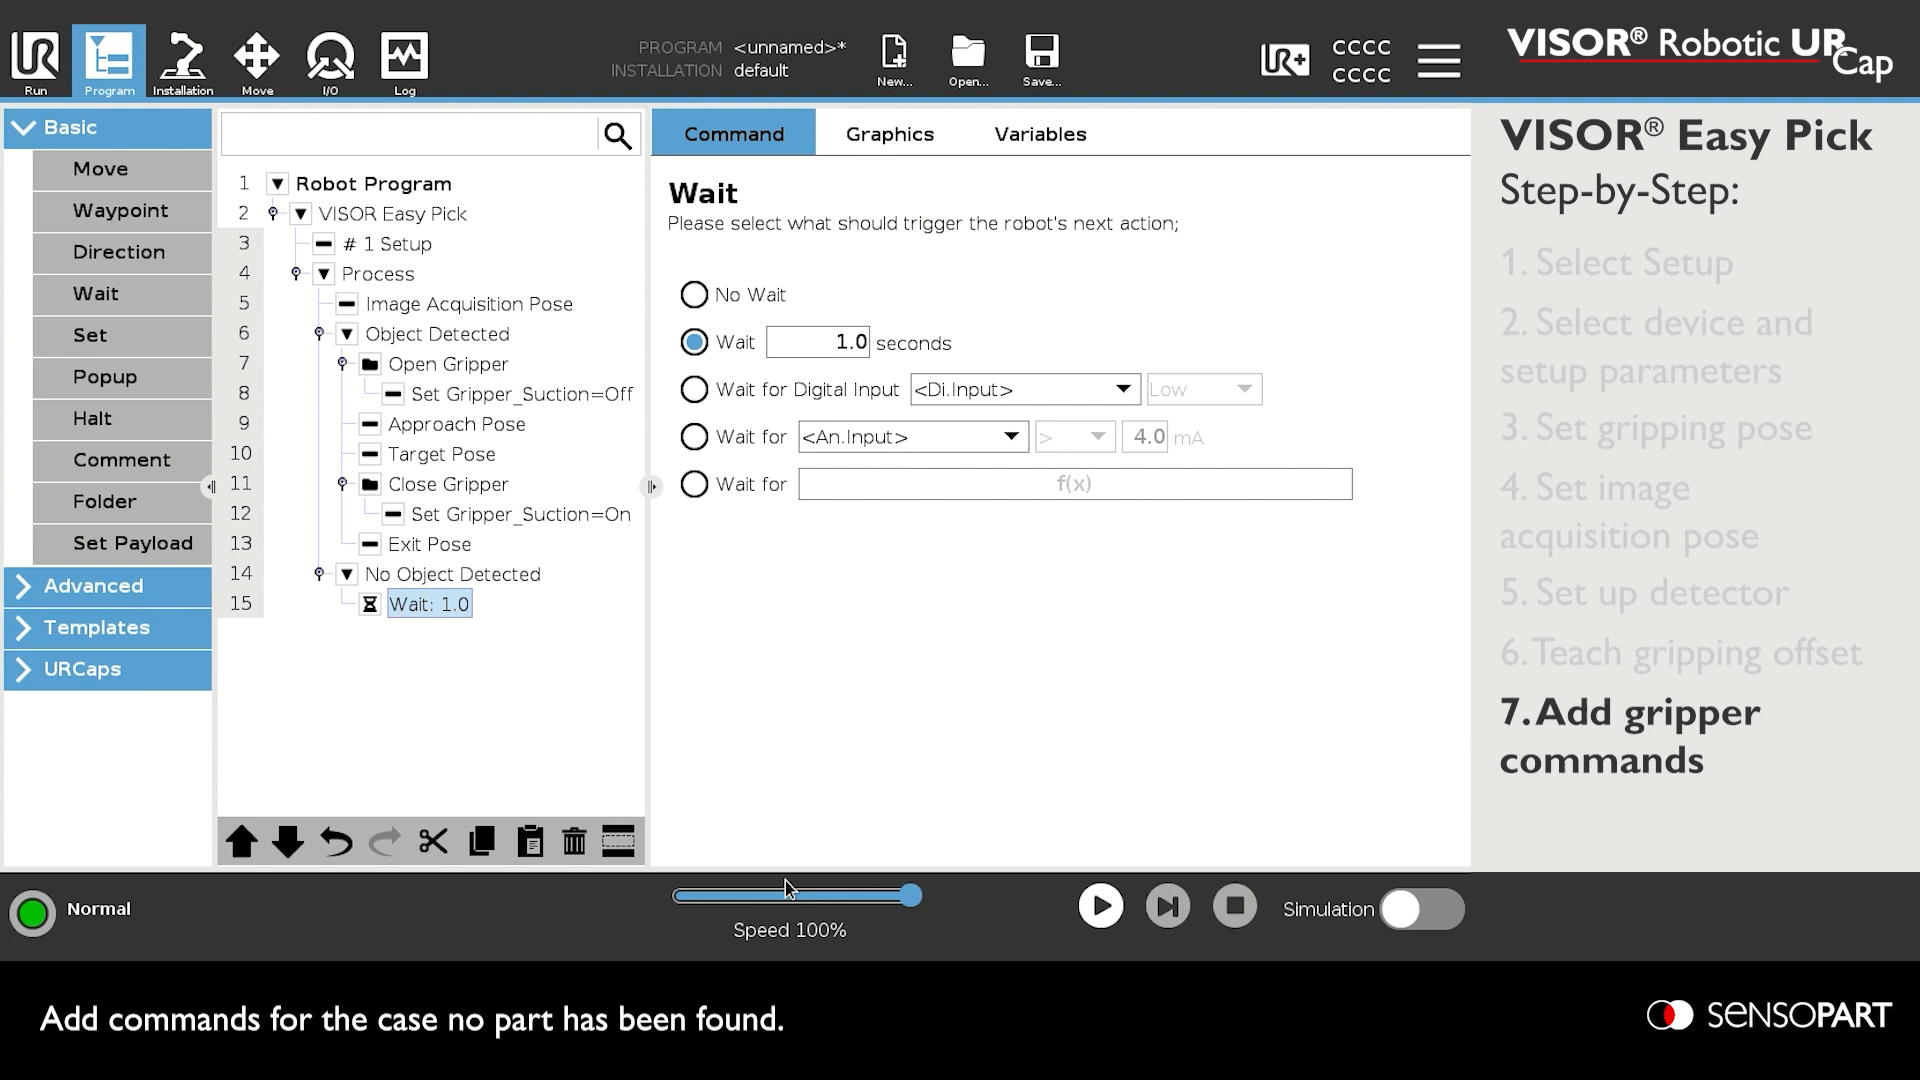 Run
Program
Installation
Move
I/O
Log
PROGRAM <unnamed>*
INSTALLATION default
New...
Open...
Save...
UR+
CCCC
CCCC
VISOR® Robotic UR
Cap
Basic
Move
Waypoint
Direction
Wait
Set
Popup
Halt
Comment
Folder
Set Payload
Advanced
Templates
URCaps
1 Robot Program
2 VISOR Easy Pick
3 # 1 Setup
4 Process
5 Image Acquisition Pose
6 Object Detected
7 Open Gripper
8 Set Gripper_Suction=Off
9 Approach Pose
10 Target Pose
11 Close Gripper
12 Set Gripper_Suction=On
13 Exit Pose
14 No Object Detected
15 Wait: 1.0
Command Graphics Variables
Wait
Please select what should trigger the robot's next action;
No Wait
Wait 1.0 seconds
Wait for Digital Input <Di.Input> Low
Wait for <An.Input> > 4.0 mA
Wait for f(x)
VISOR® Easy Pick
Step-by-Step:
1. Select Setup
2. Select device and
setup parameters
3. Set gripping pose
4. Set image
acquisition pose
5. Set up detector
6. Teach gripping offset
7. Add gripper
commands
Normal
Speed 100%
Simulation
Add commands for the case no part has been found.
SENSOPART